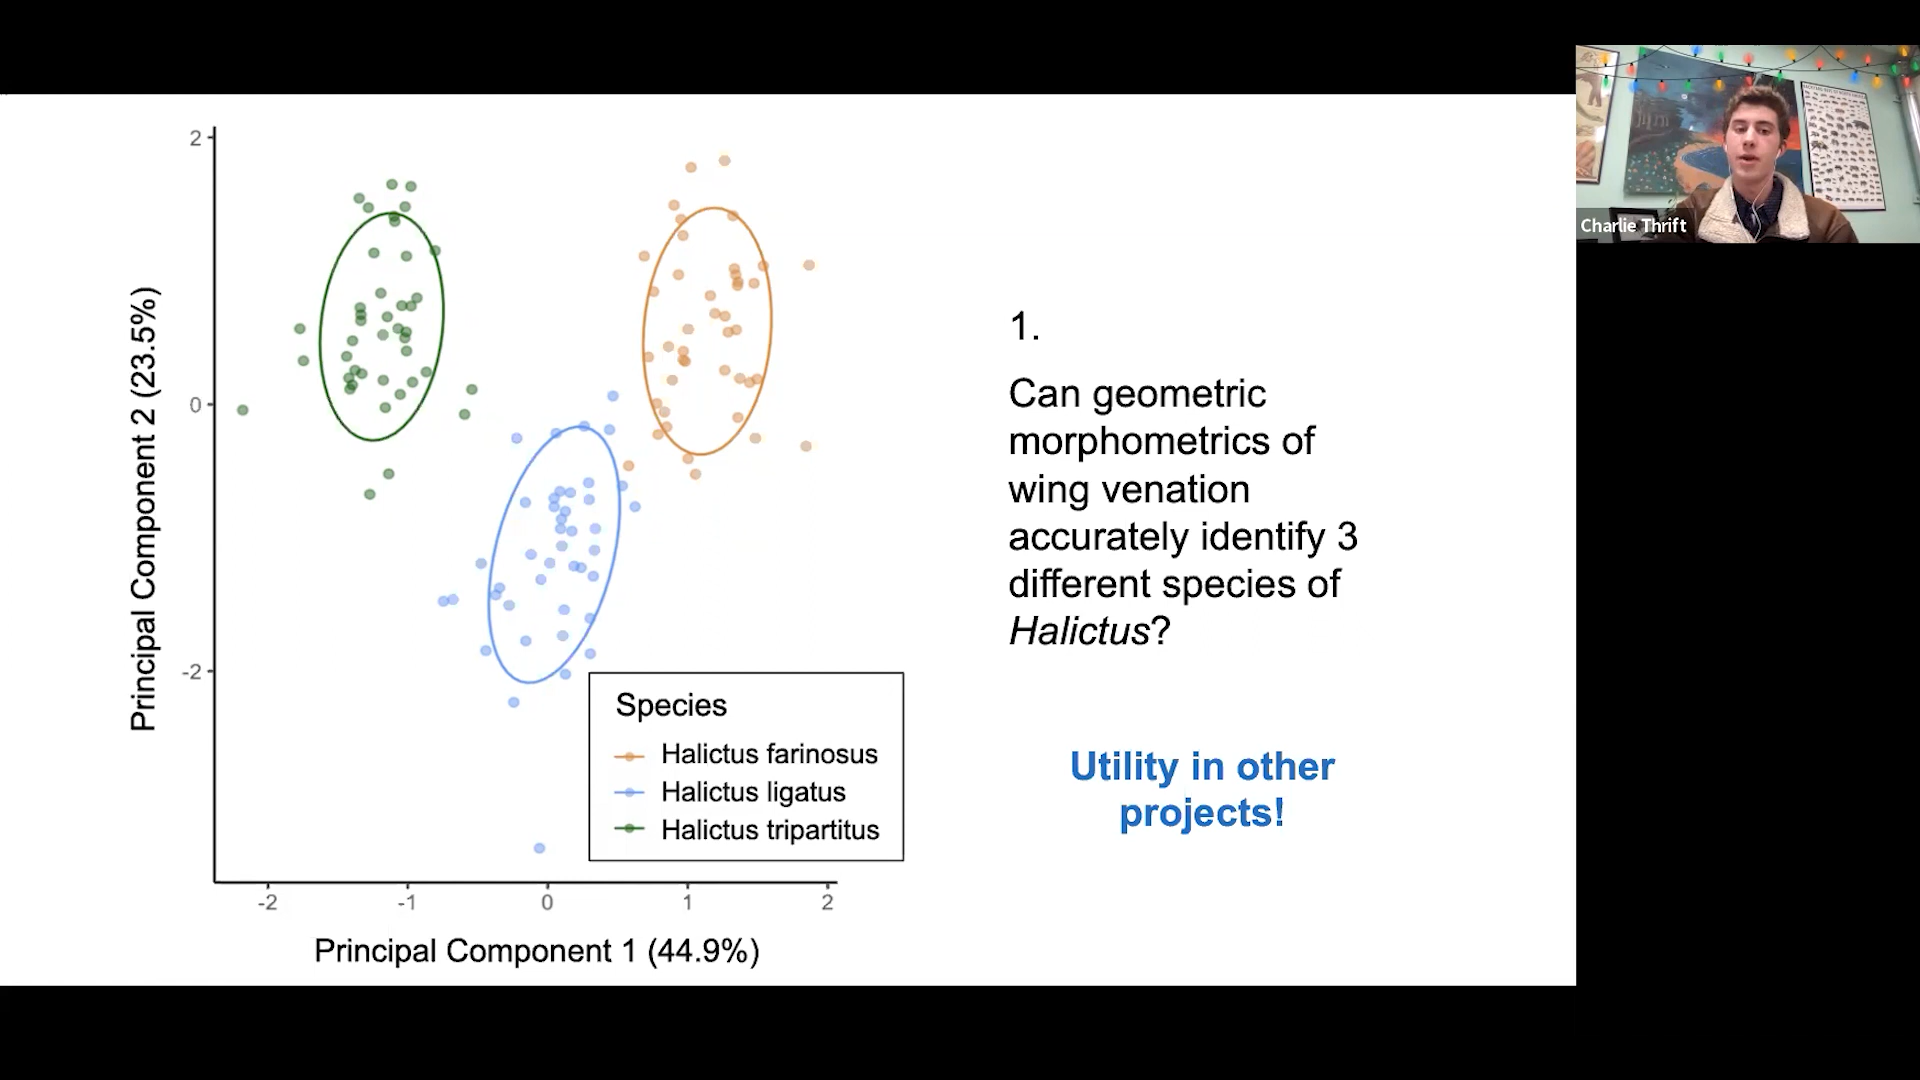 Charlie Thrift
2
0
-2
Principal Component 2 (23.5%)
-2
-1
0
1
2
Principal Component 1 (44.9%)
Species
Halictus farinosus
Halictus ligatus
Halictus tripartitus
1.
Can geometric
morphometrics of
wing venation
accurately identify 3
different species of
Halictus?
Utility in other
projects!